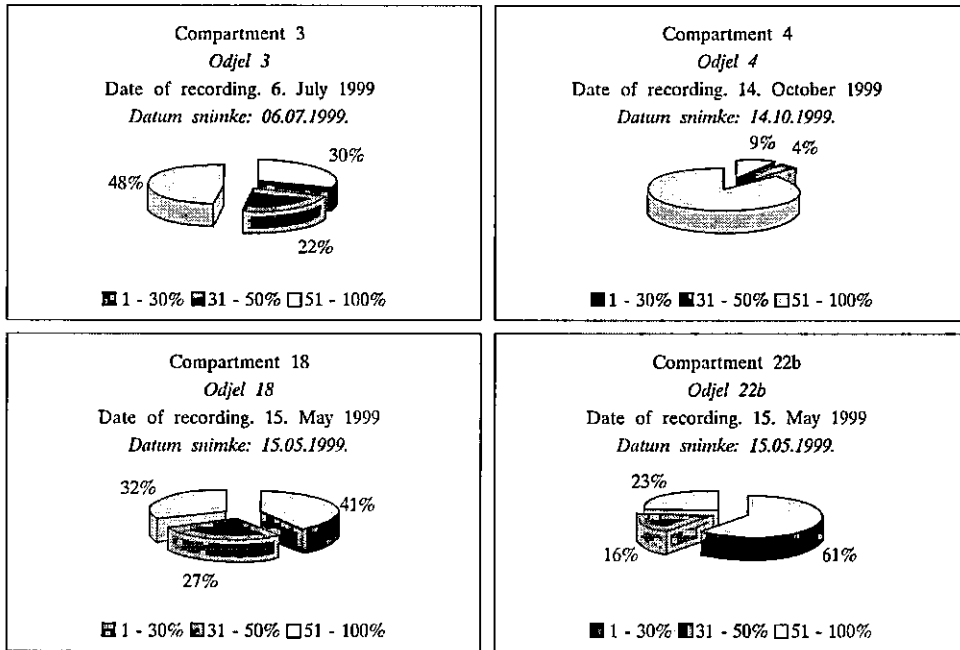 Compartment 3
Odjel 3
Date of recording. 6. July 1999
Datum snimke: 06.07.1999.
30%
48%
22%
1 - 30% 31 - 50% 51 - 100%
Compartment 4
Odjel 4
Date of recording. 14. October 1999
Datum snimke: 14.10.1999.
9%
4%
1 - 30% 31 - 50% 51 - 100%
Compartment 18
Odjel 18
Date of recording. 15. May 1999
Datum snimke: 15.05.1999.
32%
41%
27%
1 - 30% 31 - 50% 51 - 100%
Compartment 22b
Odjel 22b
Date of recording. 15. May 1999
Datum snimke: 15.05.1999.
23%
16%
61%
1 - 30% 31 - 50% 51 - 100%